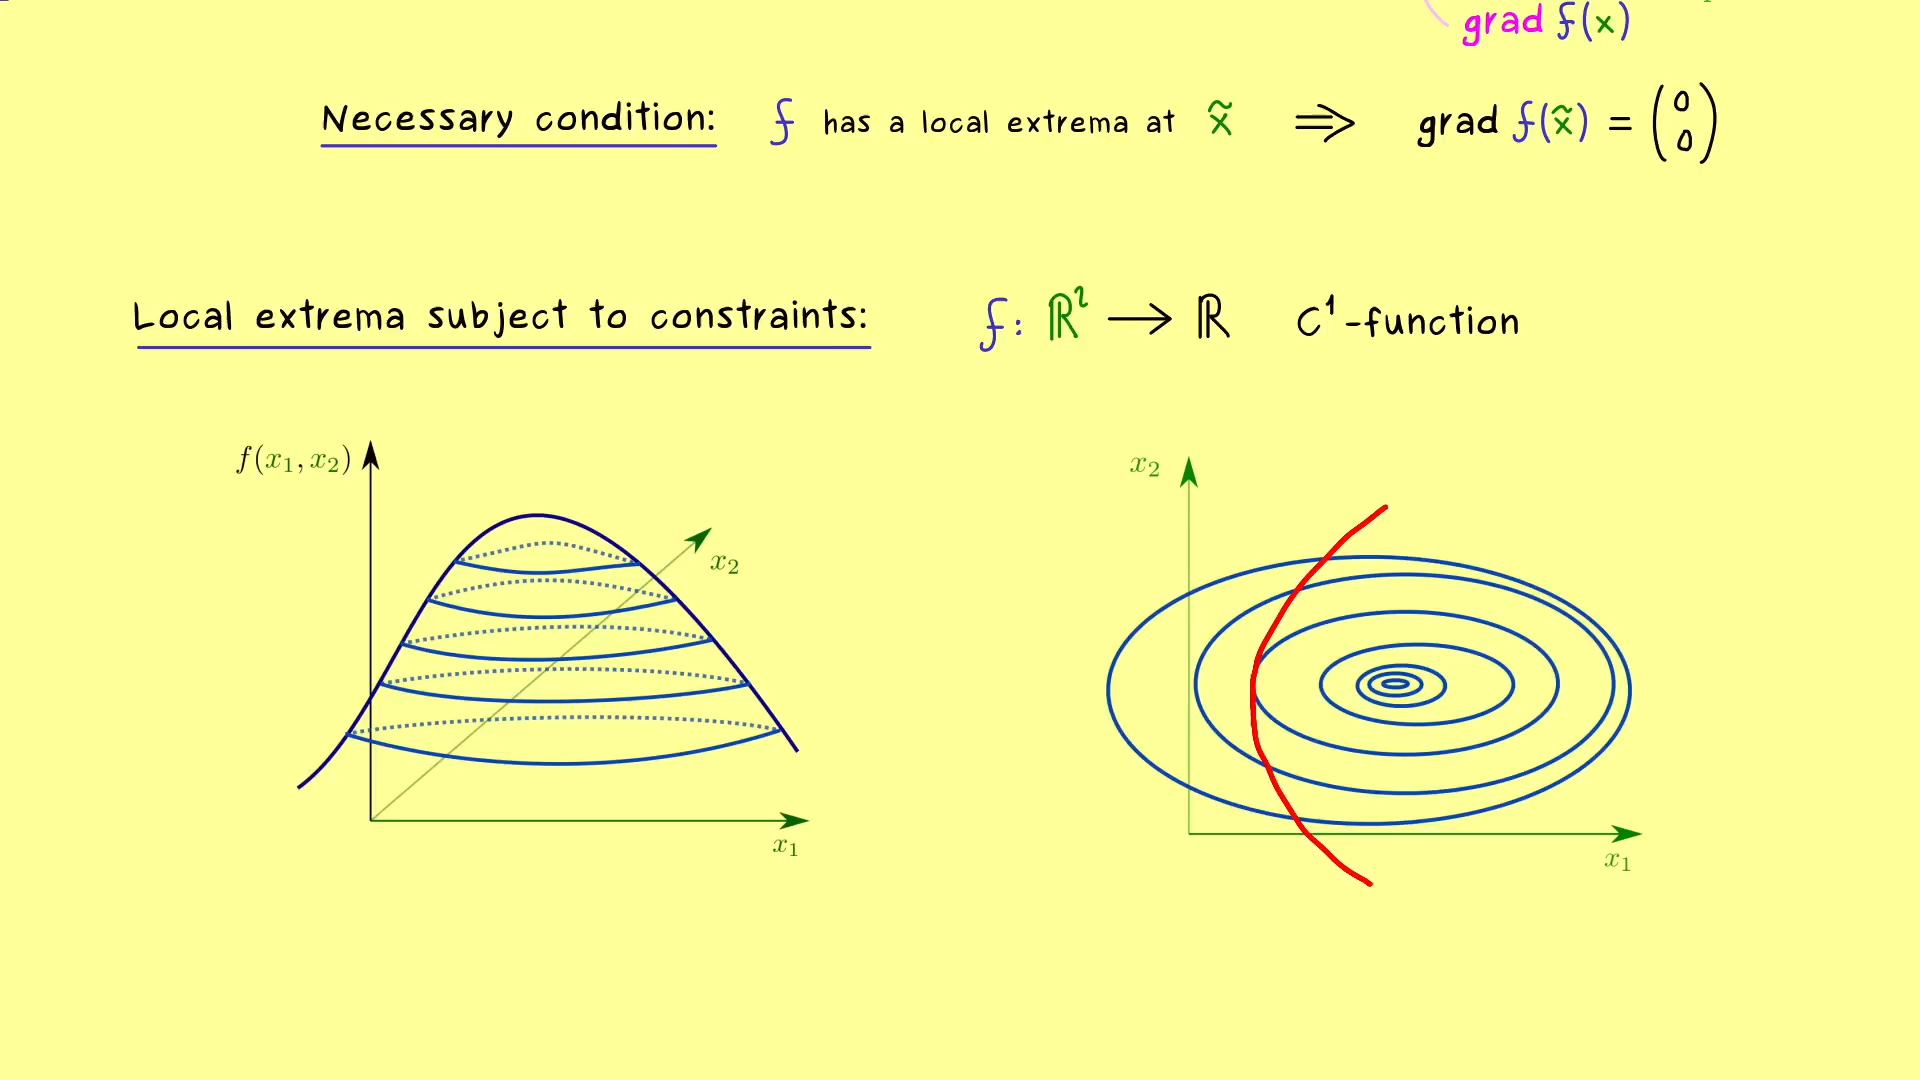 grad f(x)
Necessary condition: f has a local extrema at x̃ ⟹ grad f(x̃) = (0 0)
Local extrema subject to constraints: f: ℝ² ⟶ ℝ C¹-function
f(x₁, x₂)
x₂
x₁
x₂
x₁